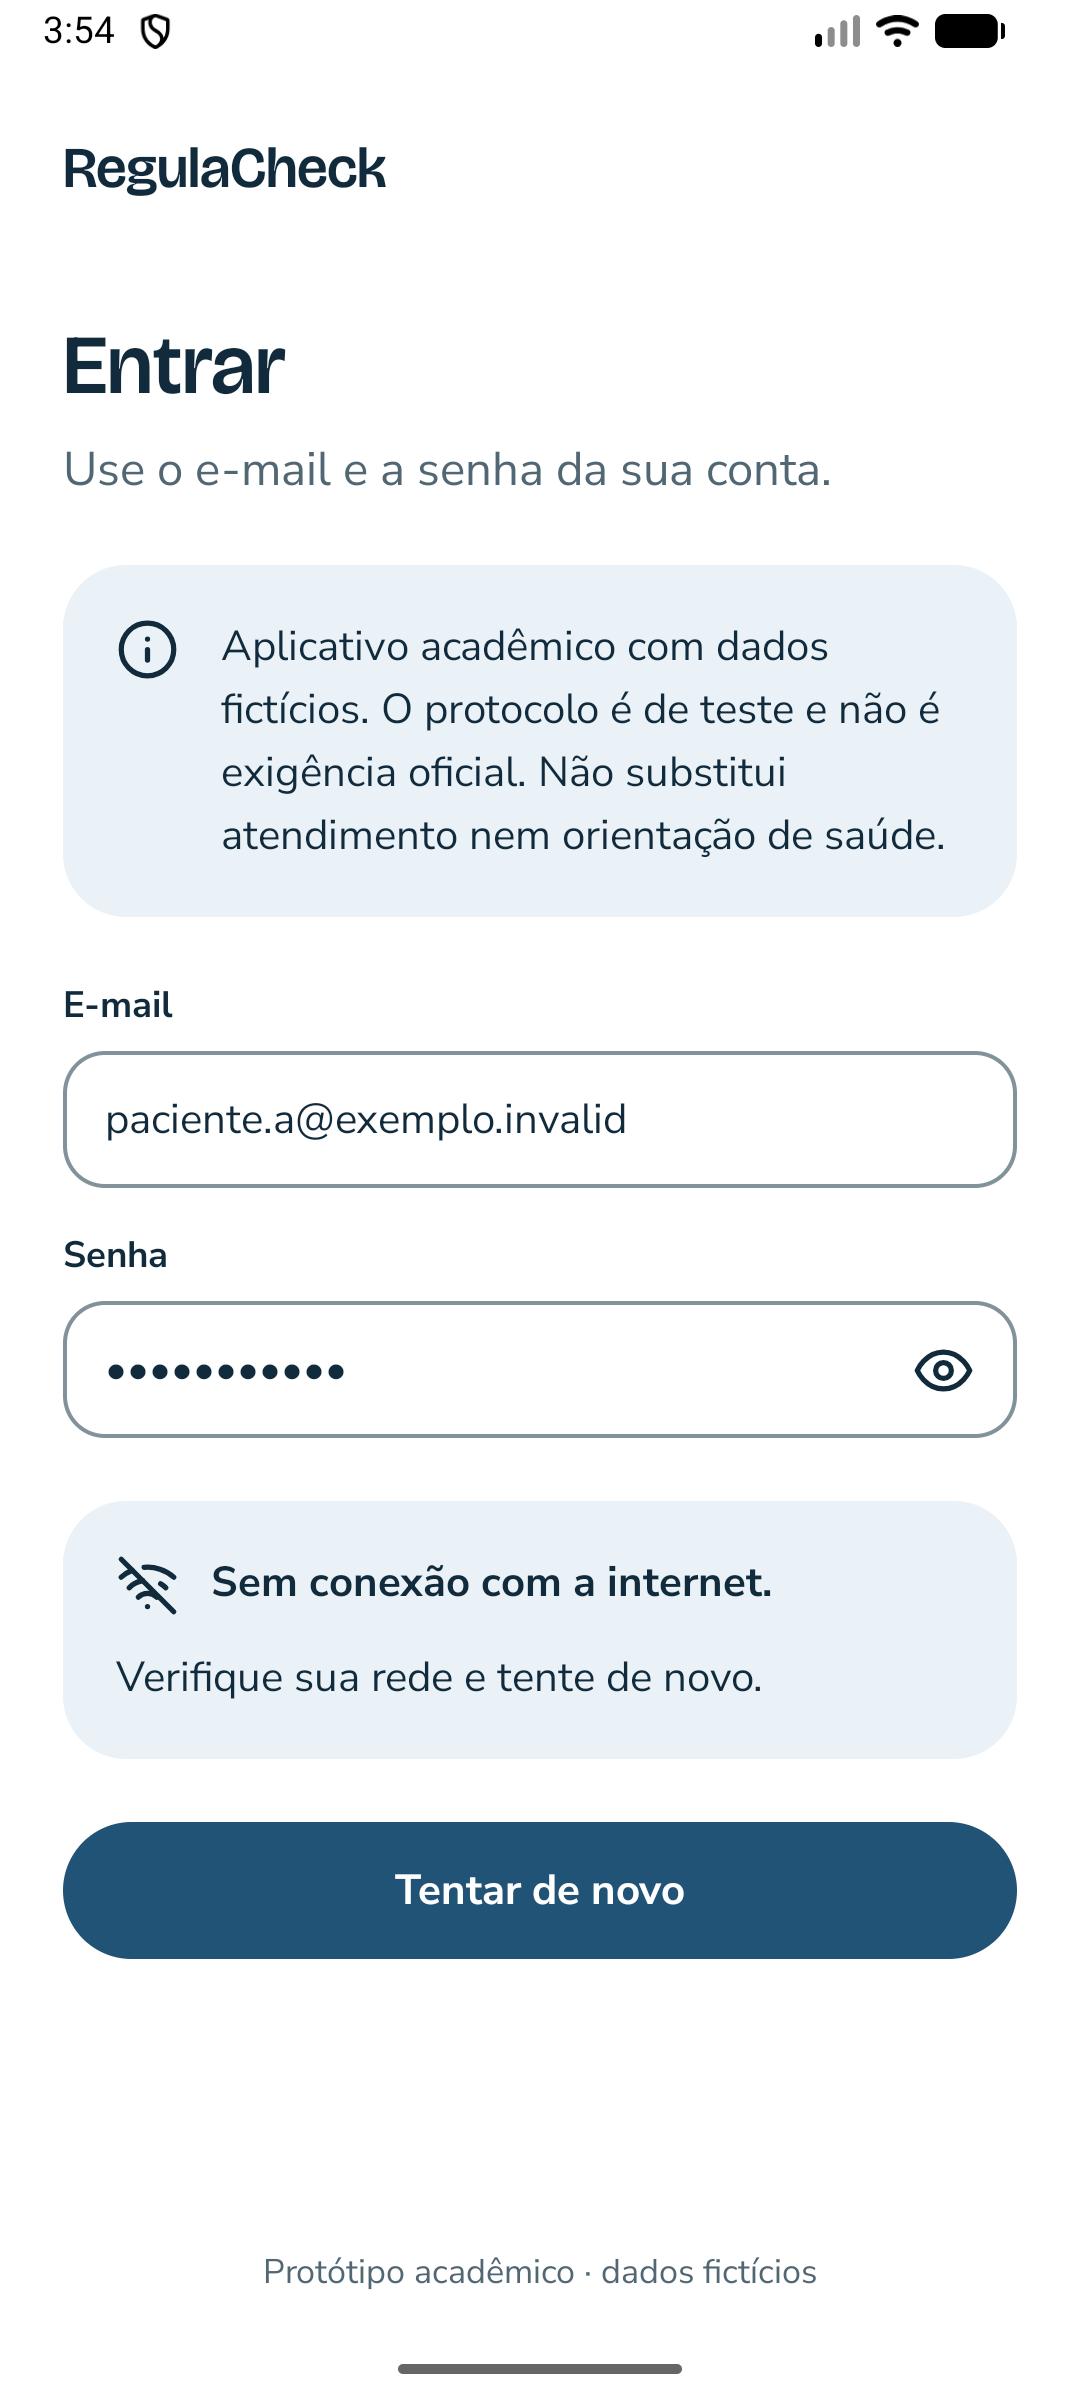 3:54
RegulaCheck
Entrar
Use o e-mail e a senha da sua conta.
Aplicativo acadêmico com dados
fictícios. O protocolo é de teste e não é
exigência oficial. Não substitui
atendimento nem orientação de saúde.
E-mail
paciente.a@exemplo.invalid
Senha
•••••••••••
Sem conexão com a internet.
Verifique sua rede e tente de novo.
Tentar de novo
Protótipo acadêmico · dados fictícios